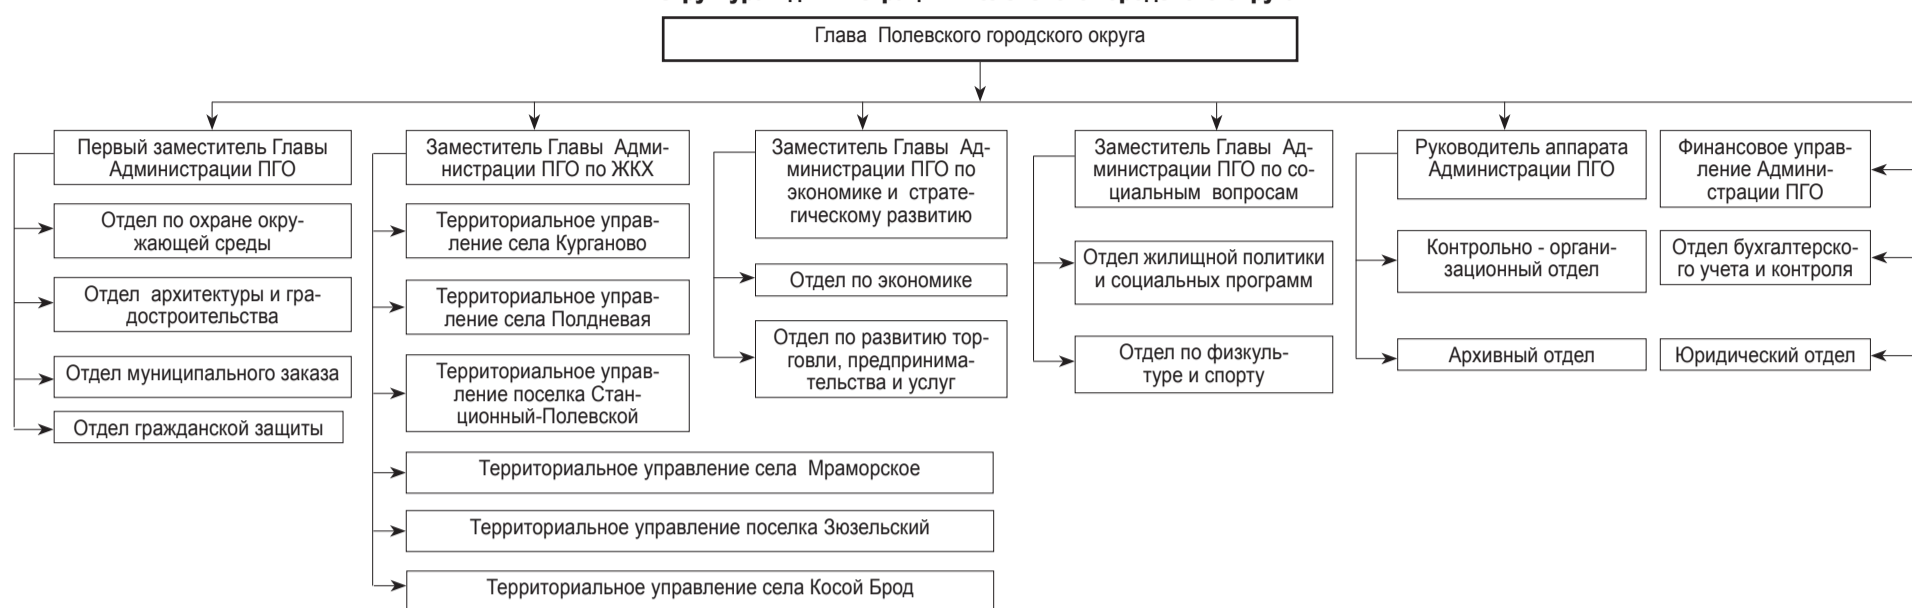 Глава Полевского городского округа
Первый заместитель Главы
Администрации ПГО
Отдел по охране окру-
жающей среды
Отдел архитектуры и гра-
достроительства
Отдел муниципального заказа
Отдел гражданской защиты
Заместитель Главы Адми-
нистрации ПГО по ЖКХ
Территориальное управ-
ление села Курганово
Территориальное управ-
ление села Полдневая
Территориальное управ-
ление поселка Стан-
ционный-Полевской
Территориальное управление села Мраморское
Территориальное управление поселка Зюзельский
Территориальное управление села Косой Брод
Заместитель Главы Ад-
министрации ПГО по
экономике и страте-
гическому развитию
Отдел по экономике
Отдел по развитию тор-
говли, предпринима-
тельства и услуг
Заместитель Главы Ад-
министрации ПГО по со-
циальным вопросам
Отдел жилищной политики
и социальных программ
Отдел по физкуль-
туре и спорту
Руководитель аппарата
Администрации ПГО
Контрольно - органи-
зационный отдел
Архивный отдел
Финансовое управ-
ление Админи-
страции ПГО
Отдел бухгалтерско-
го учета и контроля
Юридический отдел